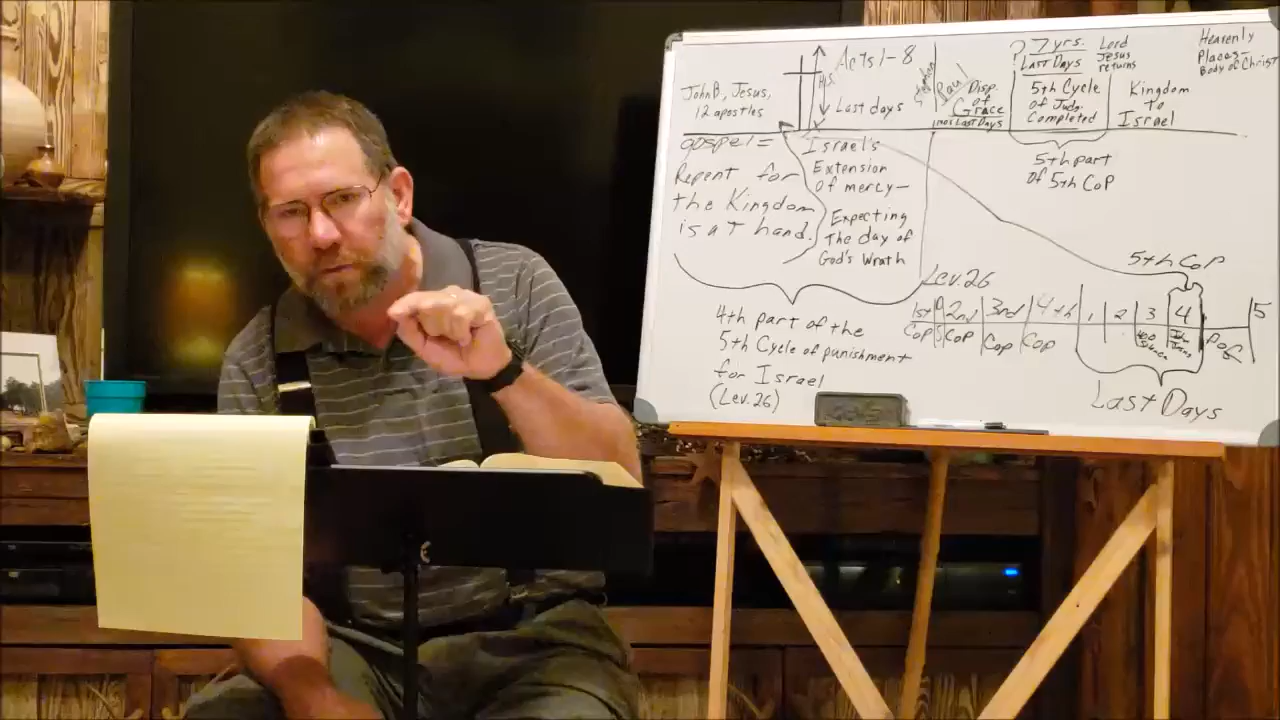 John B, Jesus,
12 apostles
H.S.
Acts 1-8
Last days
Stephen
Paul
Disp.
of
Grace
? 7 yrs.
LAST DAYS
5th Cycle
of Judg.
Completed
Lord
Jesus
returns
Kingdom
to
Israel
Heavenly
Places-
Body of Christ
ospel =
Repent for
the Kingdom
is at hand.
Israel's
Extension
of mercy-
Expecting
The day of
God's Wrath
5th part
of 5th CoP
4th part of the
5th Cycle of punishment
for Israel
(Lev. 26)
Lev. 26
5th CoP
1st
CoP
2nd
CoP
3rd
CoP
4th
CoP
1
2
3
400
Silence
4
DoG
5
Last Days